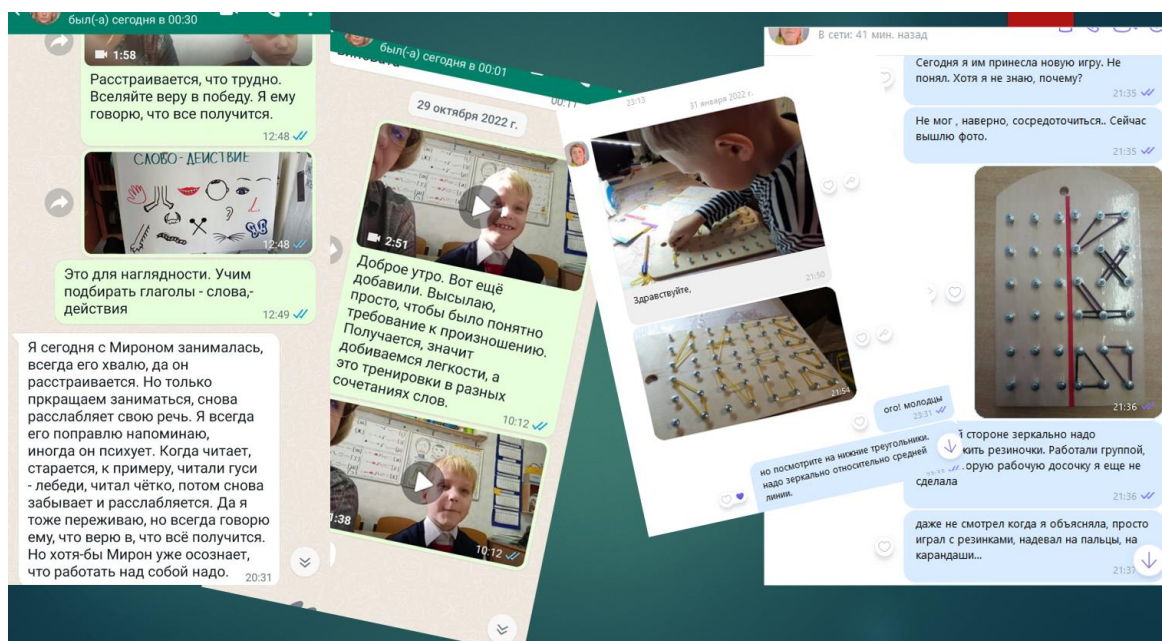 был(-а) сегодня в 00:30
1:58
Расстраивается, что трудно.
Вселяйте веру в победу. Я ему
говорю, что все получится.
12:48
СЛОВО - ДЕЙСТВИЕ
12:48
Это для наглядности. Учим
подбирать глаголы - слова,-
действия
12:49
Я сегодня с Мироном занималась,
всегда его хвалю, да он
расстраивается. Но только
пркращаем заниматься, снова
расслабляет свою речь. Я всегда
его поправлю напоминаю,
иногда он психует. Когда читает,
старается, к примеру, читали гуси
- лебеди, читал чётко, потом снова
забывает и расслабляется. Да я
тоже переживаю, но всегда говорю
ему, что верю в, что всё получится.
Но хотя-бы Мирон уже осознает,
что работать над собой надо.
20:31
был(-а) сегодня в 00:01
29 октября 2022 г.
2:51
Доброе утро. Вот ещё
добавили. Высылаю,
просто, чтобы было понятно
требование к произношению.
Получается, значит
добиваемся легкости, а
это тренировки в разных
сочетаниях слов.
10:12
1:38
10:12
23:13
31 января 2022 г.
21:50
Здравствуйте,
21:54
ого! молодцы
23:31
но посмотрите на нижние треугольники.
надо зеркально относительно средней
линии.
В сети: 41 мин. назад
Сегодня я им принесла новую игру. Не
понял. Хотя я не знаю, почему?
21:35
Не мог , наверно, сосредоточиться.. Сейчас
вышлю фото.
21:35
21:36
стороне зеркально надо
резиночки. Работали группой,
рабочую досочку я еще не
сделала
21:36
даже не смотрел когда я объясняла, просто
играл с резинками, надевал на пальцы, на
карандаши...